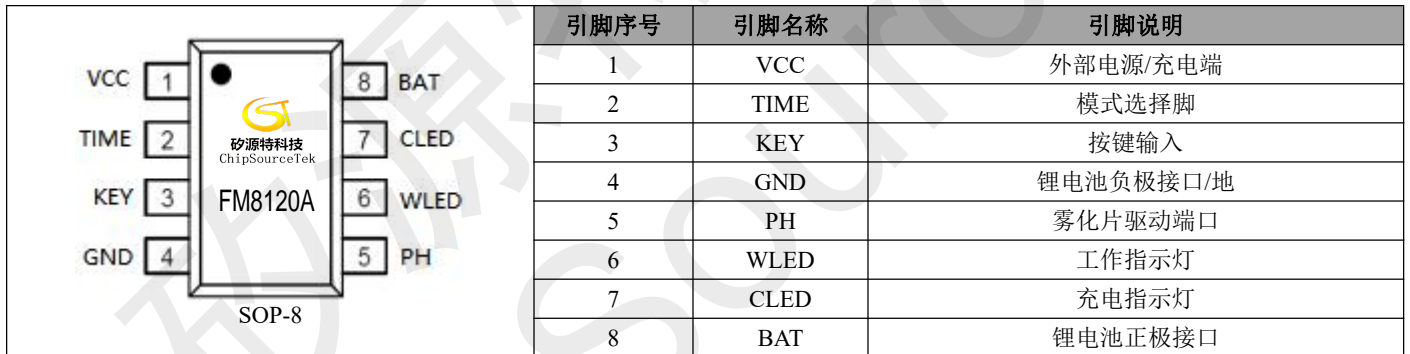 VCC 1 8 BAT
TIME 2 7 CLED
KEY 3 6 WLED
GND 4 5 PH
矽源特科技
ChipSourceTek
FM8120A
SOP-8
引脚序号 引脚名称 引脚说明
1 VCC 外部电源/充电端
2 TIME 模式选择脚
3 KEY 按键输入
4 GND 锂电池负极接口/地
5 PH 雾化片驱动端口
6 WLED 工作指示灯
7 CLED 充电指示灯
8 BAT 锂电池正极接口